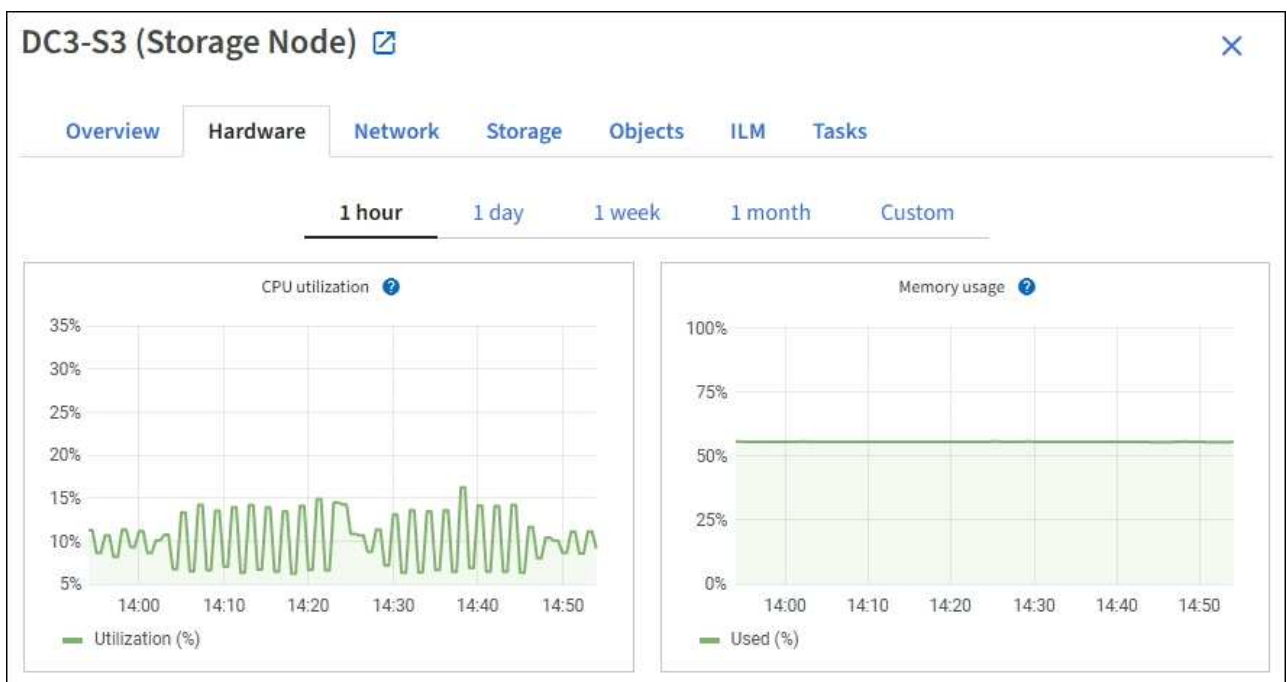 DC3-S3 (Storage Node)
Overview Hardware Network Storage Objects ILM Tasks
1 hour 1 day 1 week 1 month Custom
CPU utilization ?
35%
30%
25%
20%
15%
10%
5%
14:00 14:10 14:20 14:30 14:40 14:50
Utilization (%)
Memory usage ?
100%
75%
50%
25%
0%
14:00 14:10 14:20 14:30 14:40 14:50
Used (%)